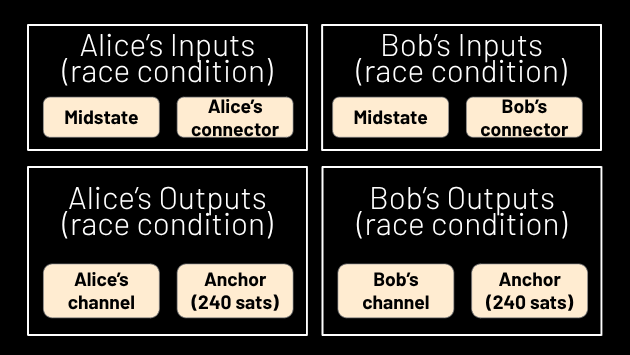 Alice's Inputs
(race condition)
Midstate
Alice's
connector
Bob's Inputs
(race condition)
Midstate
Bob's
connector
Alice's Outputs
(race condition)
Alice's
channel
Anchor
(240 sats)
Bob's Outputs
(race condition)
Bob's
channel
Anchor
(240 sats)